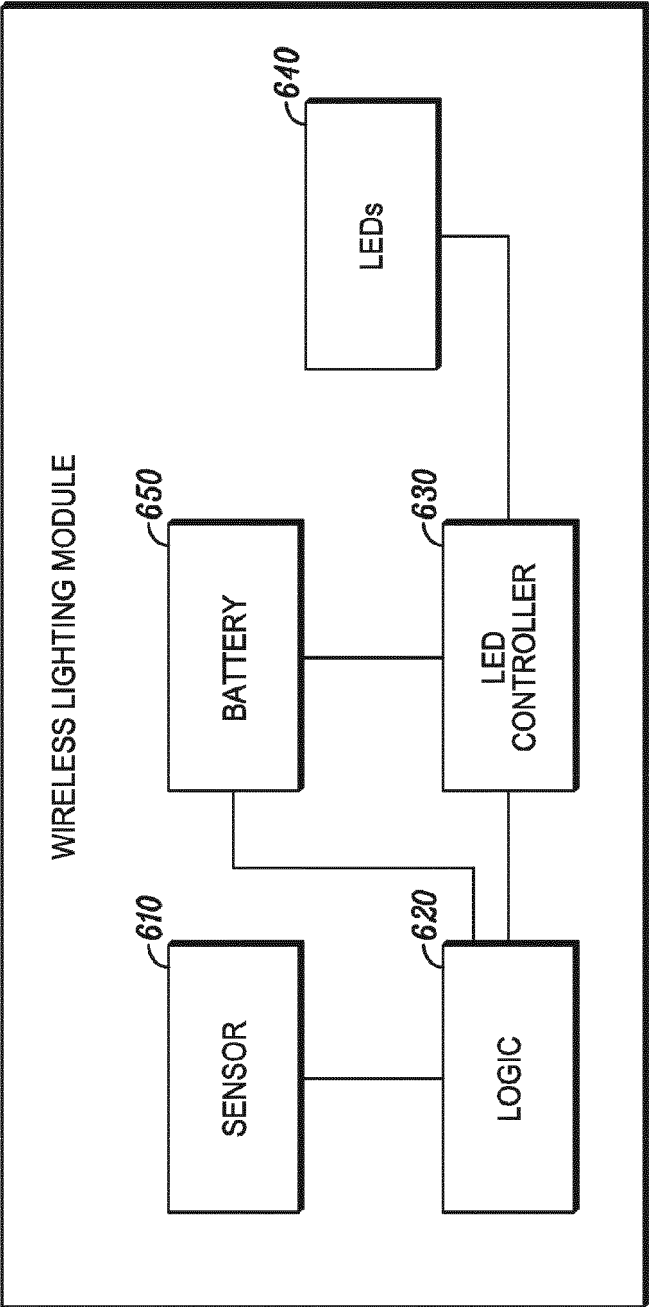 WIRELESS LIGHTING MODULE
610
SENSOR
650
BATTERY
640
LEDs
620
LOGIC
630
LED
CONTROLLER